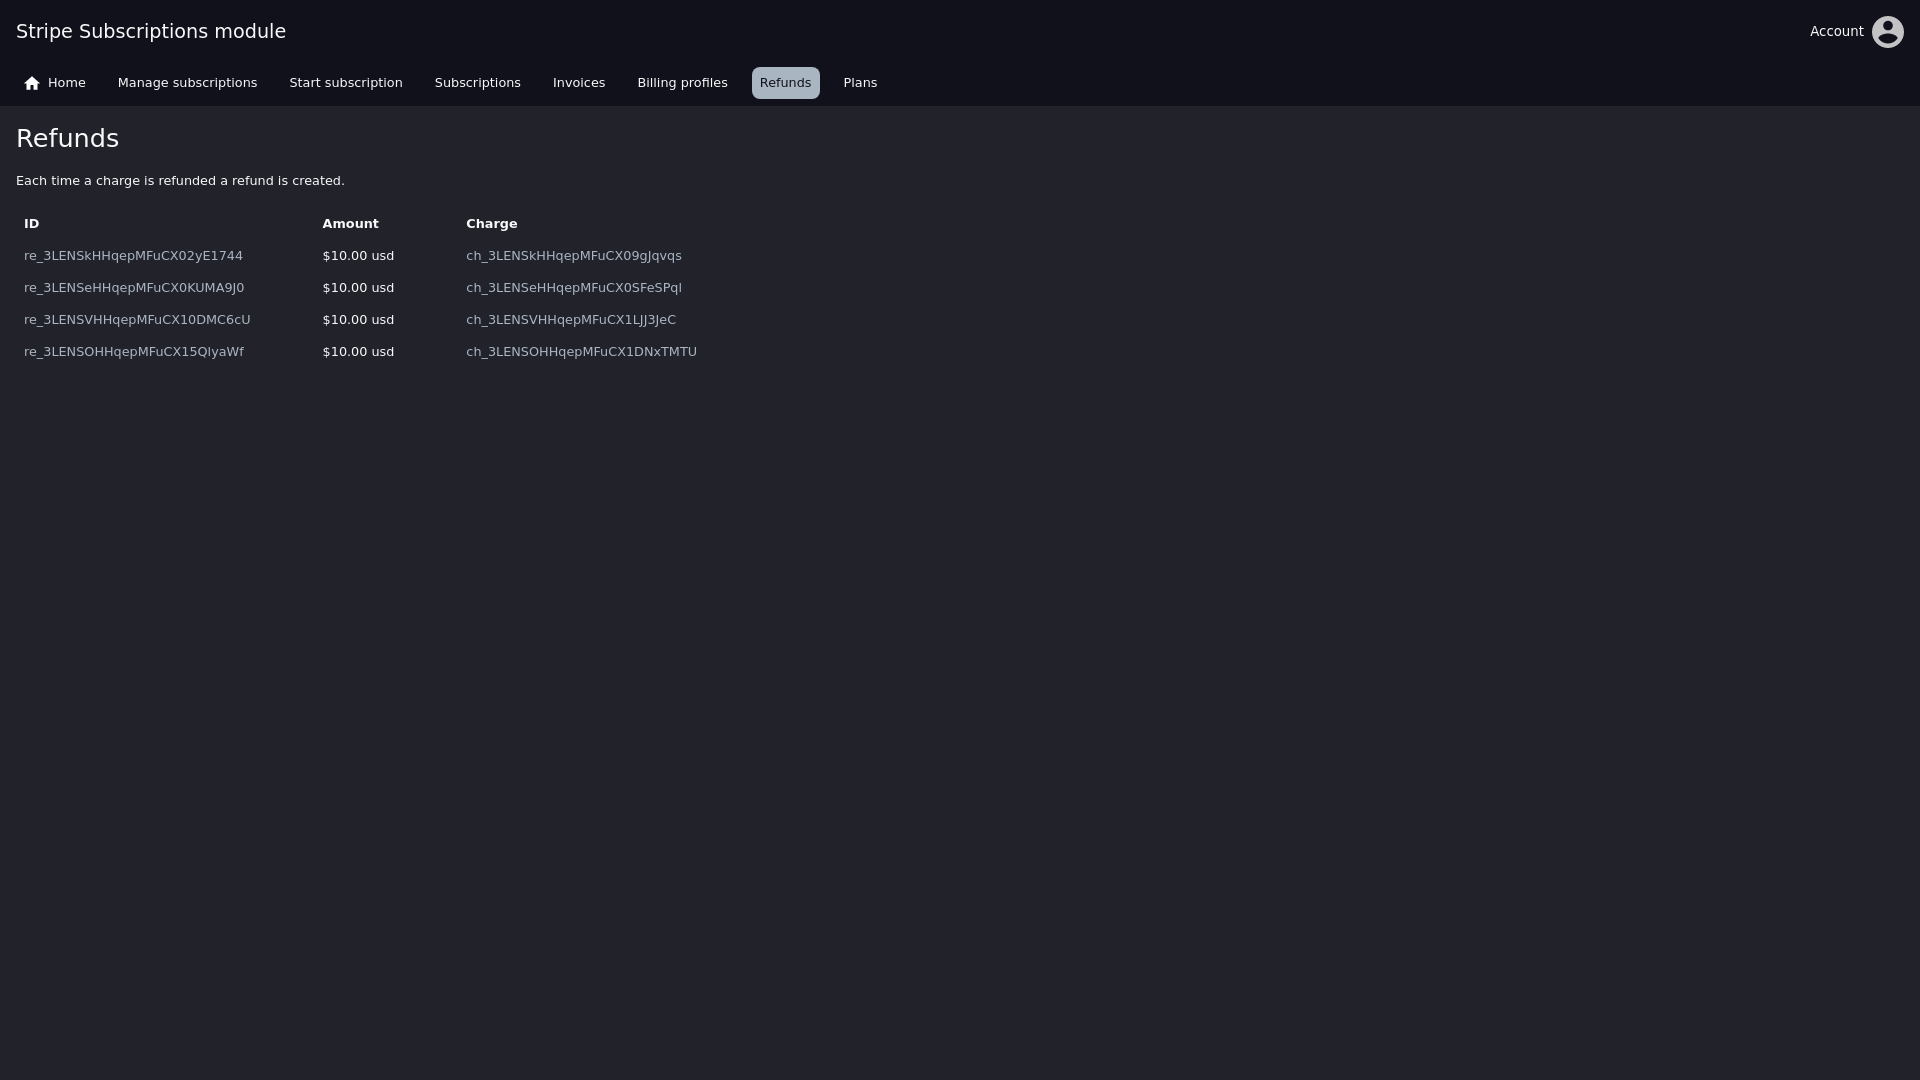 Stripe Subscriptions module
Account
Home Manage subscriptions Start subscription Subscriptions Invoices Billing profiles Refunds Plans
Refunds
Each time a charge is refunded a refund is created.
ID Amount Charge
re_3LENSkHHqepMFuCX02yE1744 $10.00 usd ch_3LENSkHHqepMFuCX09gJqvqs
re_3LENSeHHqepMFuCX0KUMA9J0 $10.00 usd ch_3LENSeHHqepMFuCX0SFeSPqI
re_3LENSVHHqepMFuCX10DMC6cU $10.00 usd ch_3LENSVHHqepMFuCX1LJJ3JeC
re_3LENSOHHqepMFuCX15QIyaWf $10.00 usd ch_3LENSOHHqepMFuCX1DNxTMTU